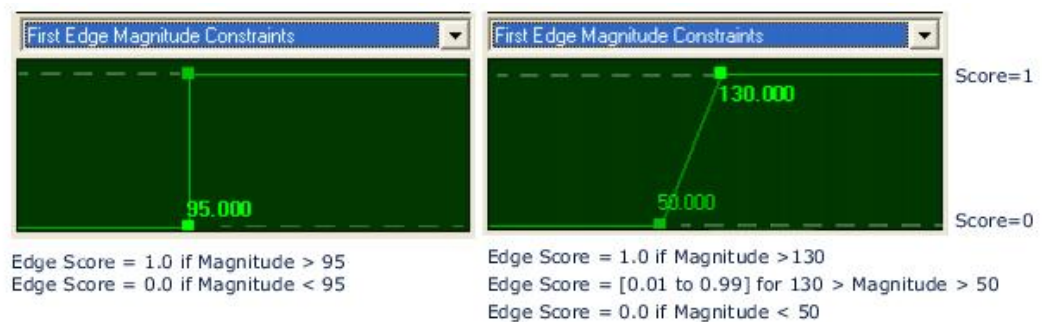 First Edge Magnitude Constraints
95.000
Edge Score = 1.0 if Magnitude > 95
Edge Score = 0.0 if Magnitude < 95
First Edge Magnitude Constraints
130.000
50.000
Score=1
Score=0
Edge Score = 1.0 if Magnitude >130
Edge Score = [0.01 to 0.99] for 130 > Magnitude > 50
Edge Score = 0.0 if Magnitude < 50